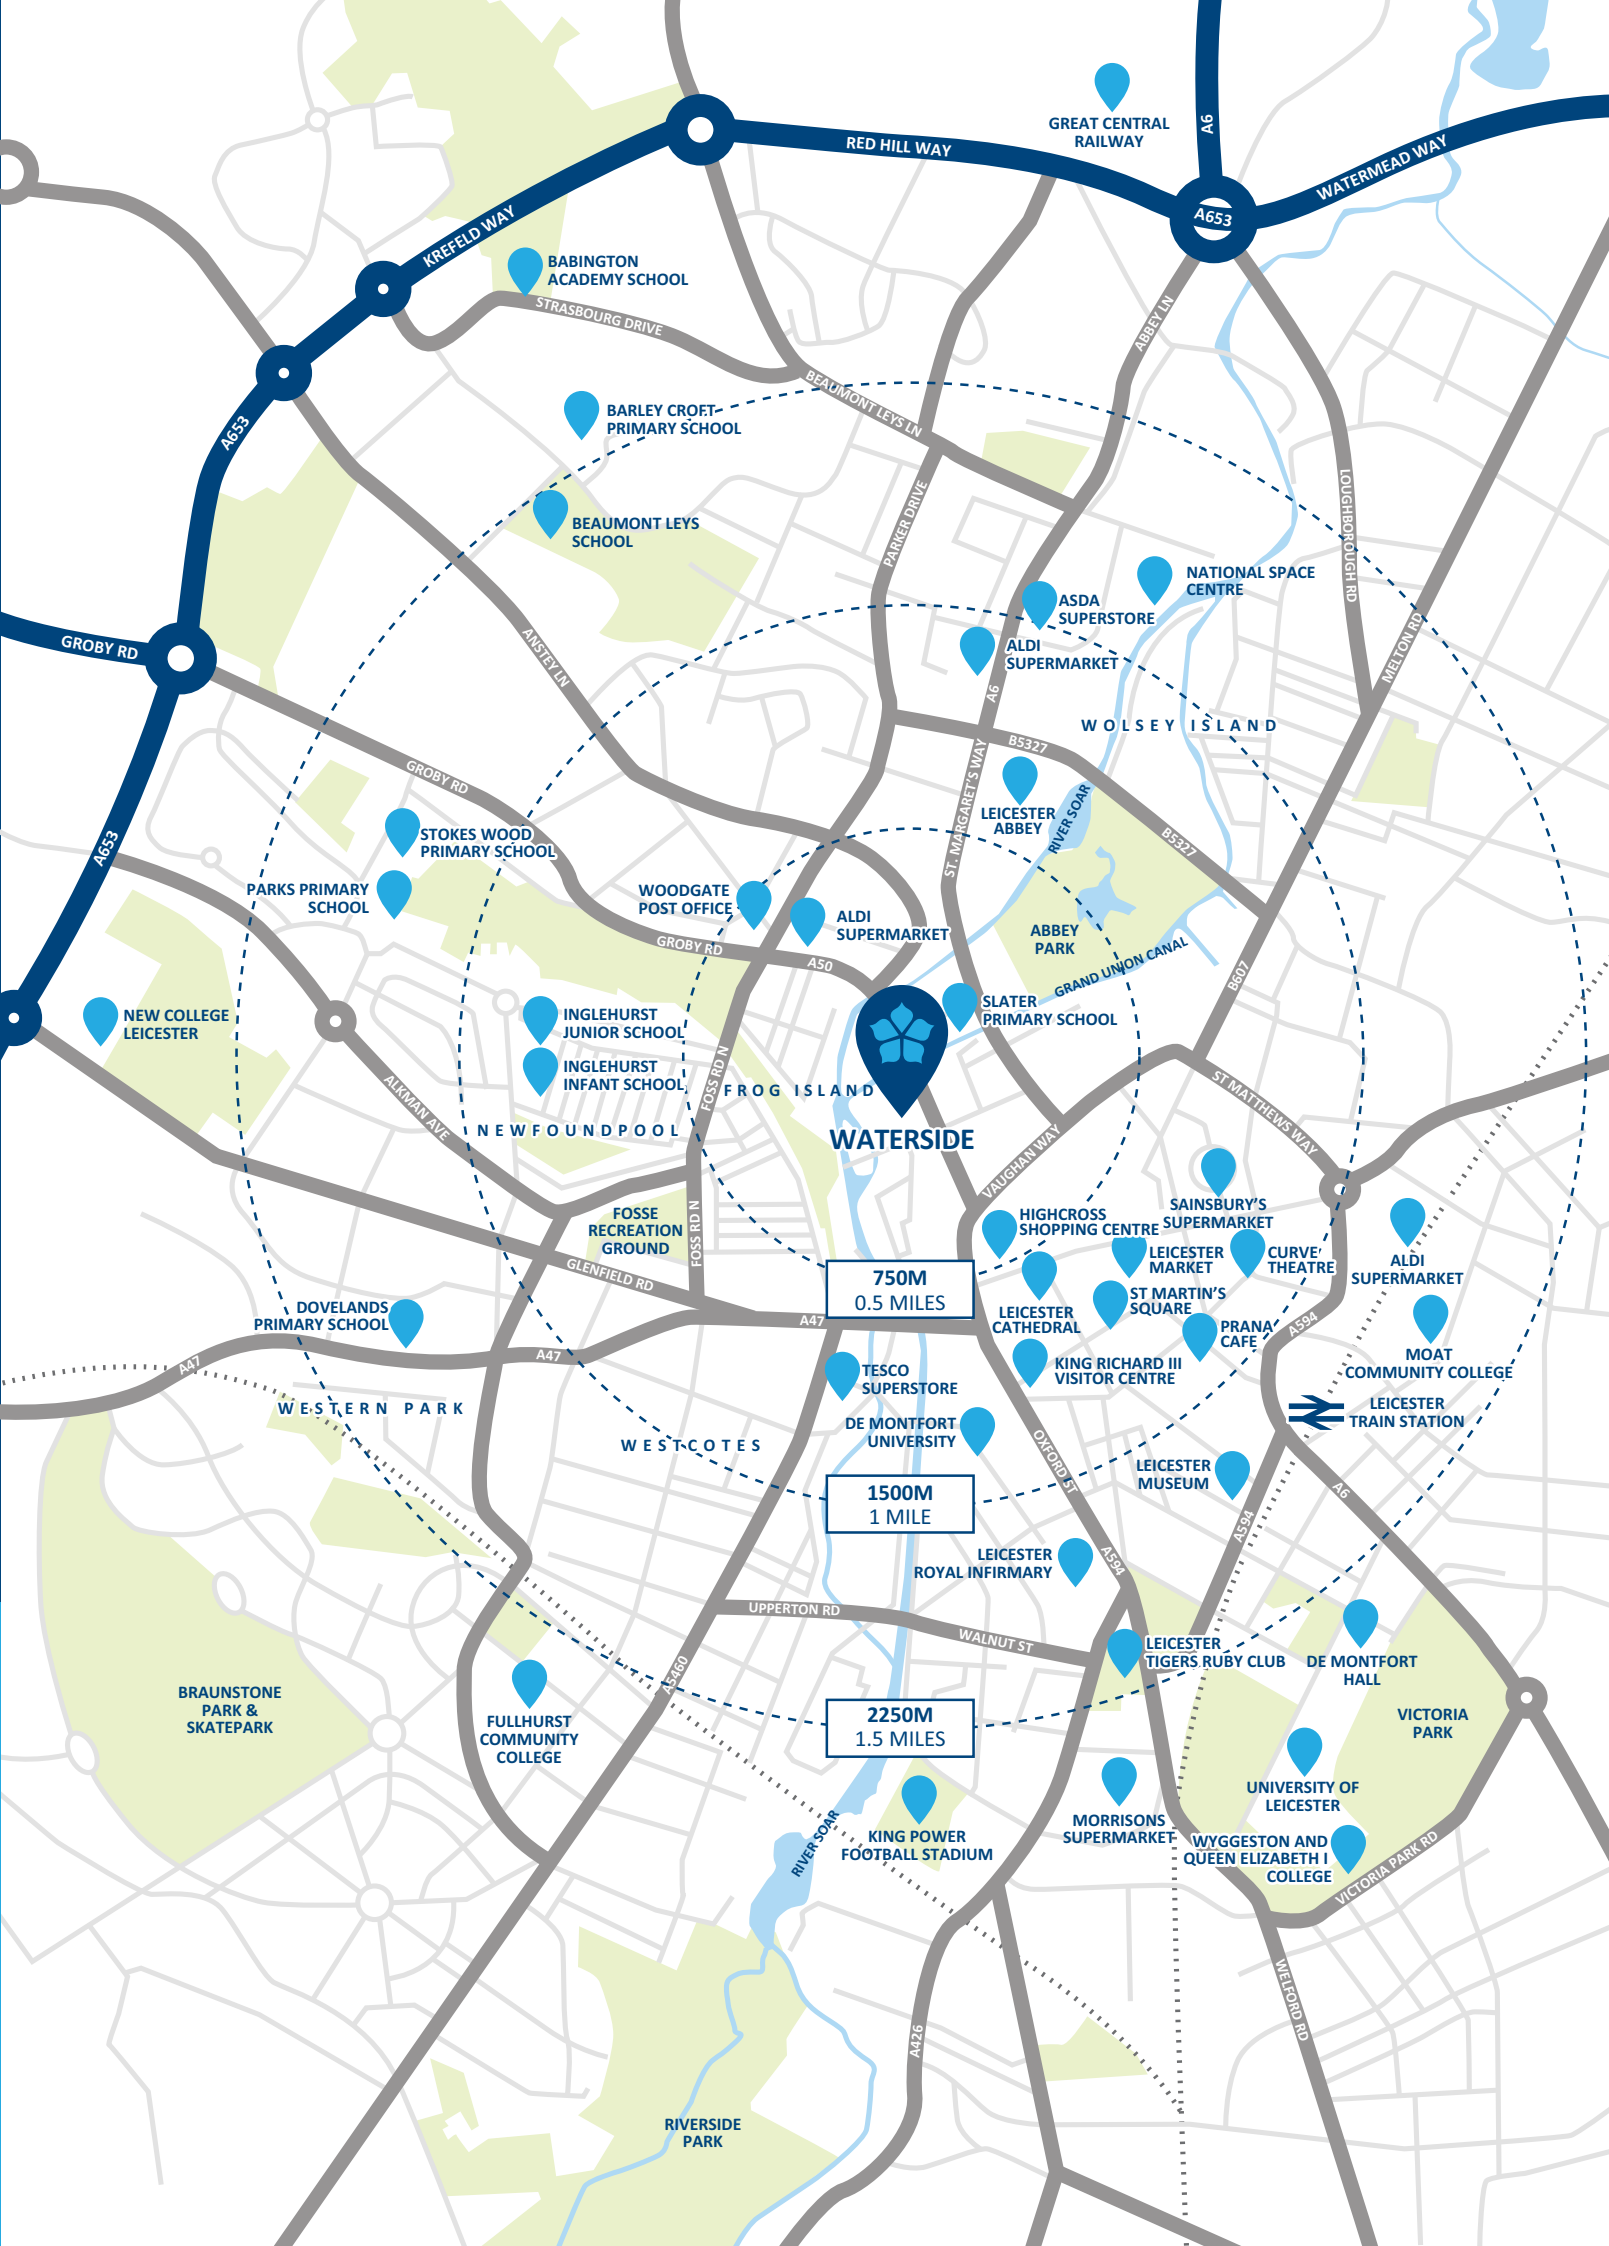 GREAT CENTRAL
RAILWAY
A6
RED HILL WAY
WATERMEAD WAY
A653
KREFELD WAY
BABINGTON
ACADEMY SCHOOL
STRASBOURG DRIVE
ABBEY LN
BEAUMONT LEYS LN
A653
BARLEY CROFT
PRIMARY SCHOOL
LOUGHBOROUGH RD
PARKER DRIVE
BEAUMONT LEYS
SCHOOL
NATIONAL SPACE
CENTRE
ASDA
SUPERSTORE
ALDI
SUPERMARKET
MELTON RD
GROBY RD
ANSTEY LN
A6
WOLSEY ISLAND
B5327
GROBY RD
ST. MARGARET'S WAY
LEICESTER
ABBEY
RIVER SOAR
B5327
A653
STOKES WOOD
PRIMARY SCHOOL
PARKS PRIMARY
SCHOOL
WOODGATE
POST OFFICE
ALDI
SUPERMARKET
ABBEY
PARK
GROBY RD
A50
GRAND UNION CANAL
B607
NEW COLLEGE
LEICESTER
INGLEHURST
JUNIOR SCHOOL
SLATER
PRIMARY SCHOOL
INGLEHURST
INFANT SCHOOL
FOSS RD N
FROG ISLAND
ALKMAN AVE
NEWFOUNDPOOL
WATERSIDE
ST MATTHEWS WAY
VAUGHAN WAY
FOSSE
RECREATION
GROUND
FOSS RD N
HIGHCROSS
SHOPPING CENTRE
SAINSBURY'S
SUPERMARKET
LEICESTER
MARKET
CURVE
THEATRE
ALDI
SUPERMARKET
GLENFIELD RD
750M
0.5 MILES
ST MARTIN'S
SQUARE
LEICESTER
CATHEDRAL
DOVELANDS
PRIMARY SCHOOL
A47
PRANA
CAFE
A594
A47
A47
KING RICHARD III
VISITOR CENTRE
MOAT
COMMUNITY COLLEGE
TESCO
SUPERSTORE
WESTERN PARK
LEICESTER
TRAIN STATION
DE MONTFORT
UNIVERSITY
WESTCOTES
OXFORD ST
LEICESTER
MUSEUM
1500M
1 MILE
A6
A594
LEICESTER
ROYAL INFIRMARY
A594
UPPERTON RD
WALNUT ST
LEICESTER
TIGERS RUBY CLUB
DE MONTFORT
HALL
A5460
BRAUNSTONE
PARK &
SKATEPARK
FULLHURST
COMMUNITY
COLLEGE
2250M
1.5 MILES
VICTORIA
PARK
UNIVERSITY OF
LEICESTER
MORRISONS
SUPERMARKET
RIVER SOAR
KING POWER
FOOTBALL STADIUM
WYGGESTON AND
QUEEN ELIZABETH I
COLLEGE
VICTORIA PARK RD
WELFORD RD
A426
RIVERSIDE
PARK